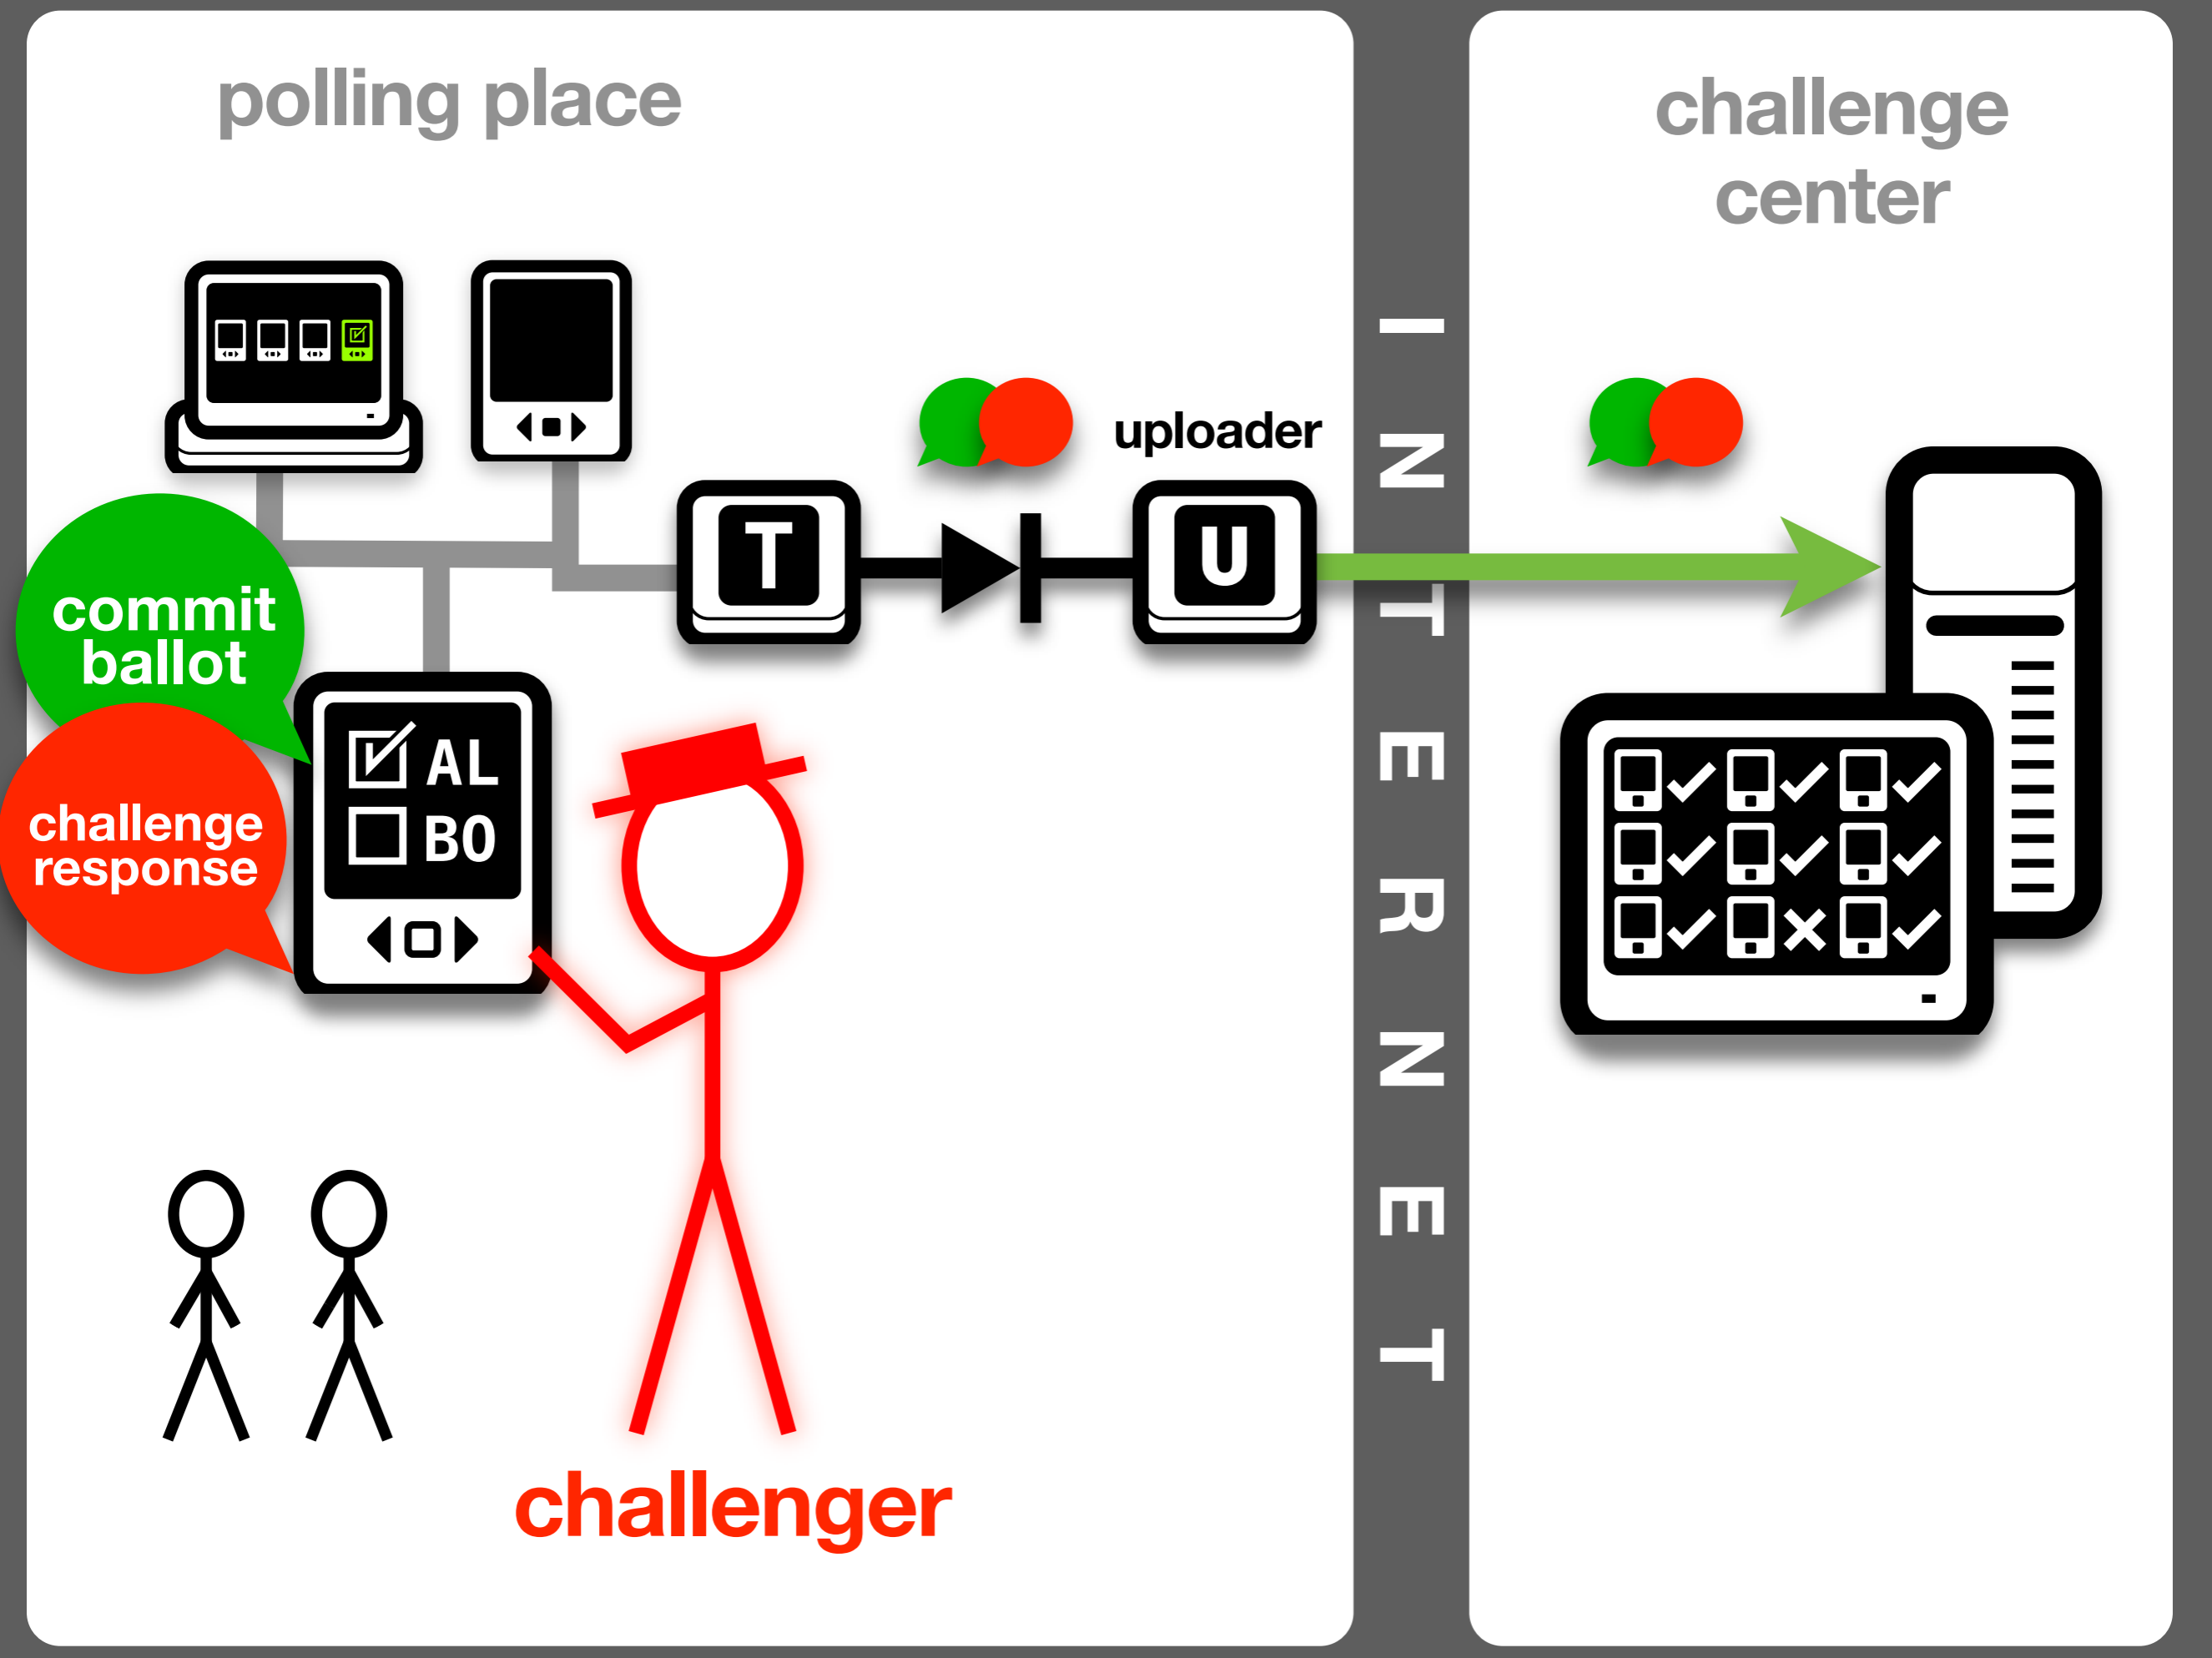 polling place
challenge
center
uploader
T
U
commit
ballot
AL
BO
challenge
response
challenger
INTERNET